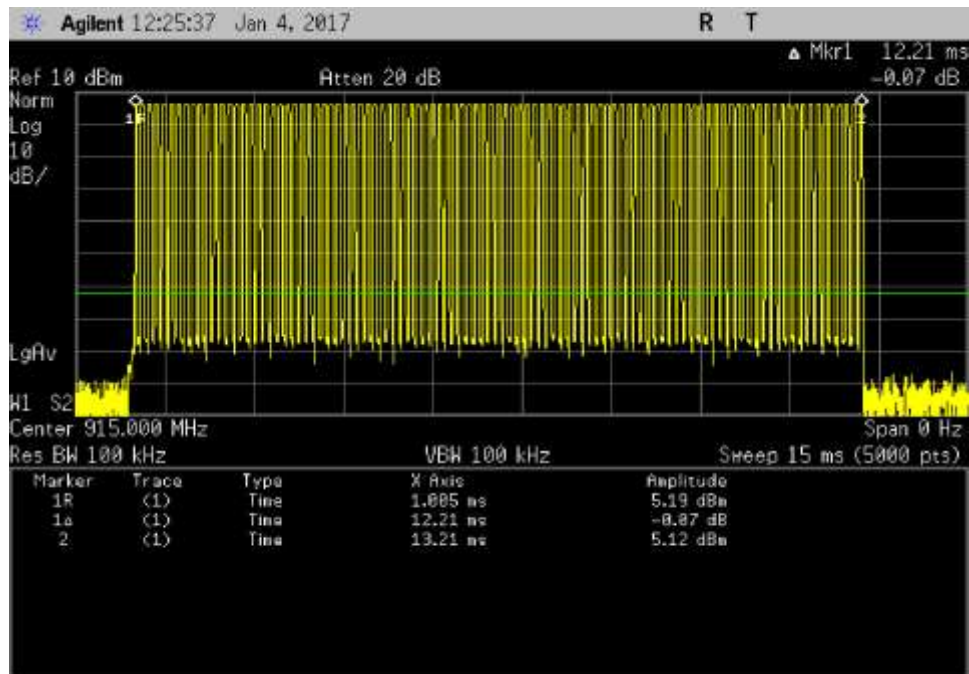 Agilent 12:25:37 Jan 4, 2017 R T
Mkr1 12.21 ms
Ref 10 dBm Atten 20 dB -0.07 dB
Norm
Log
10
dB/
1R
2
LgAv
W1 S2
Center 915.000 MHz Span 0 Hz
Res BW 100 kHz VBW 100 kHz Sweep 15 ms (5000 pts)
Marker Trace Type X Axis Amplitude
1R (1) Time 1.005 ms 5.19 dBm
1Δ (1) Time 12.21 ms -0.07 dB
2 (1) Time 13.21 ms 5.12 dBm